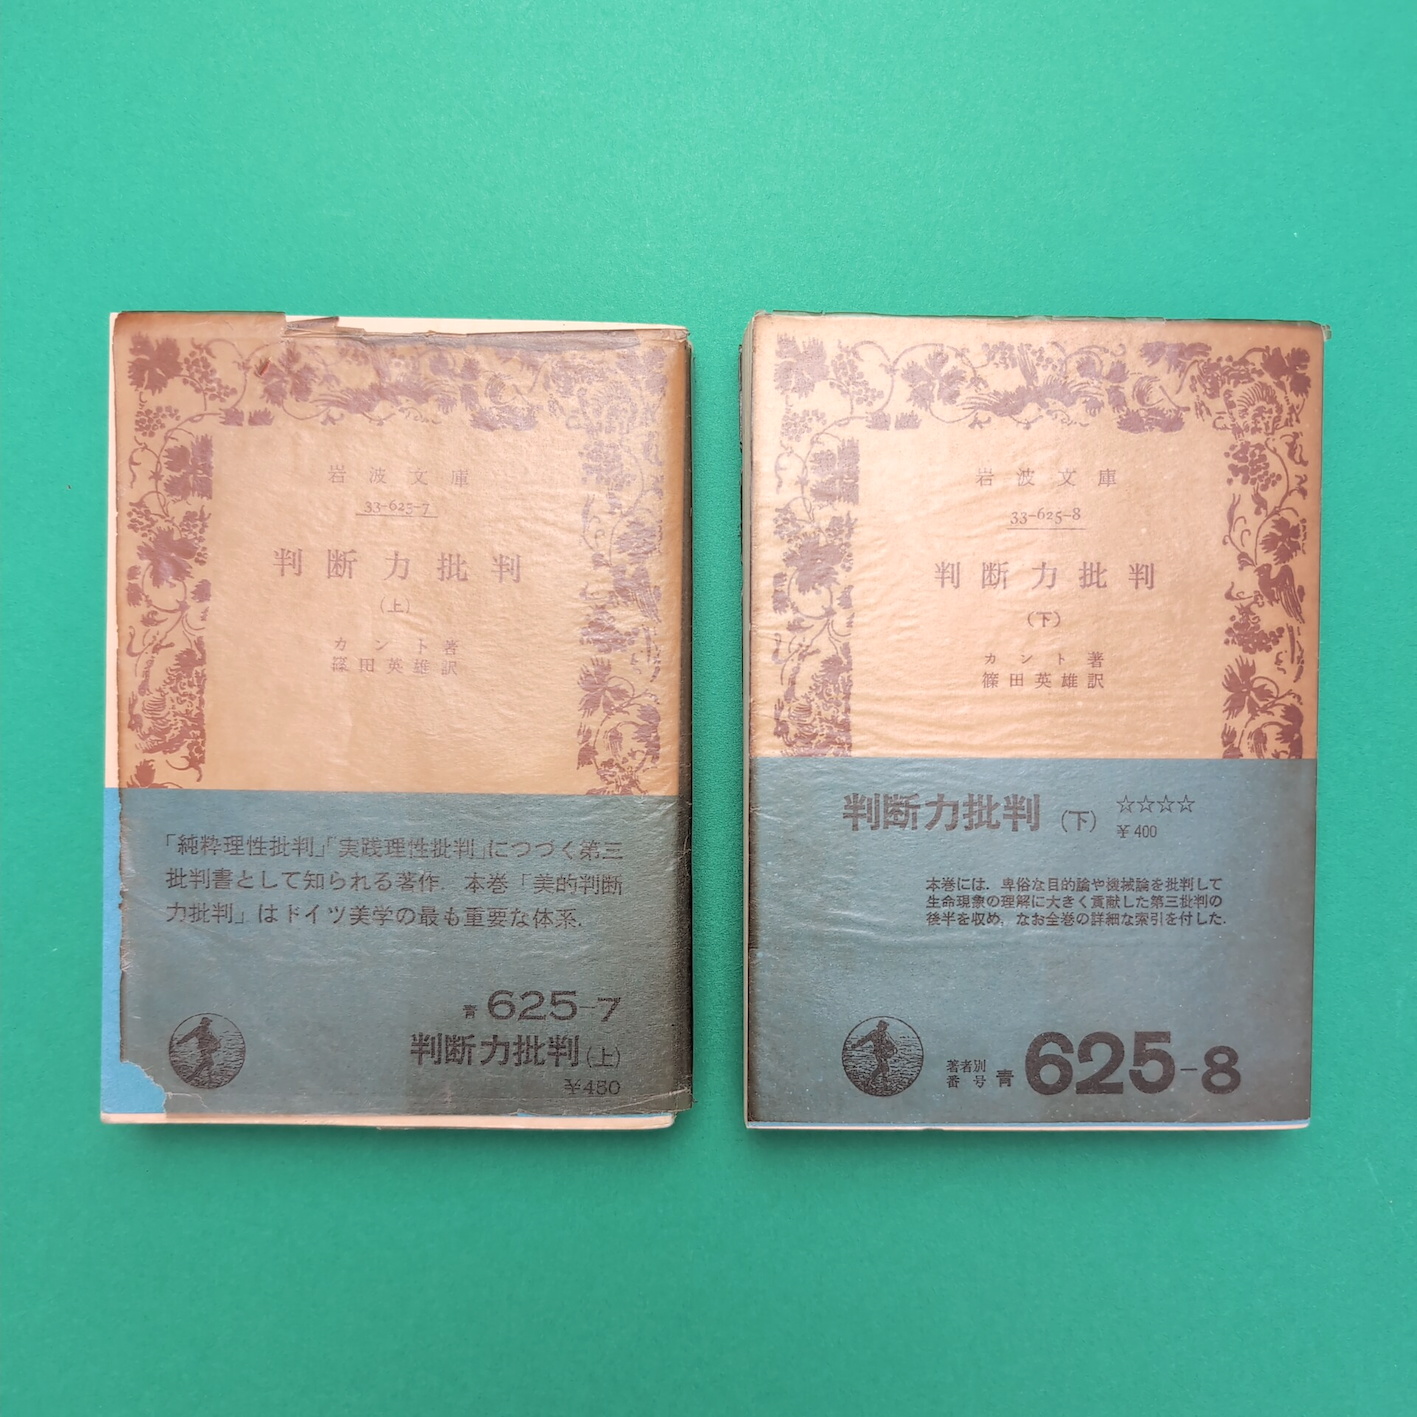 岩波文庫
33-625-7
判断力批判
(上)
カント著
篠田英雄訳
「純粋理性批判」「実践理性批判」につづく第三
批判書として知られる著作．本巻「美的判断
力批判」はドイツ美学の最も重要な体系．
青 625-7
判断力批判(上)
¥450
岩波文庫
33-625-8
判断力批判
(下)
カント著
篠田英雄訳
判断力批判(下) ☆☆☆☆
¥400
本巻には，卑俗な目的論や機械論を批判して
生命現象の理解に大きく貢献した第三批判の
後半を収め，なお全巻の詳細な索引を付した．
著者別
番号 青 625-8